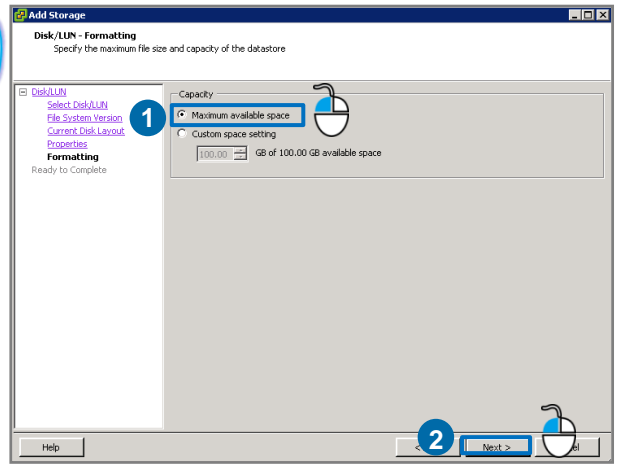 Add Storage
Disk/LUN - Formatting
Specify the maximum file size and capacity of the datastore
Disk/LUN
Select Disk/LUN
File System Version
Current Disk Layout
Properties
Formatting
Ready to Complete
Capacity
1
Maximum available space
Custom space setting
100.00
GB of 100.00 GB available space
Help
<
2
Next >